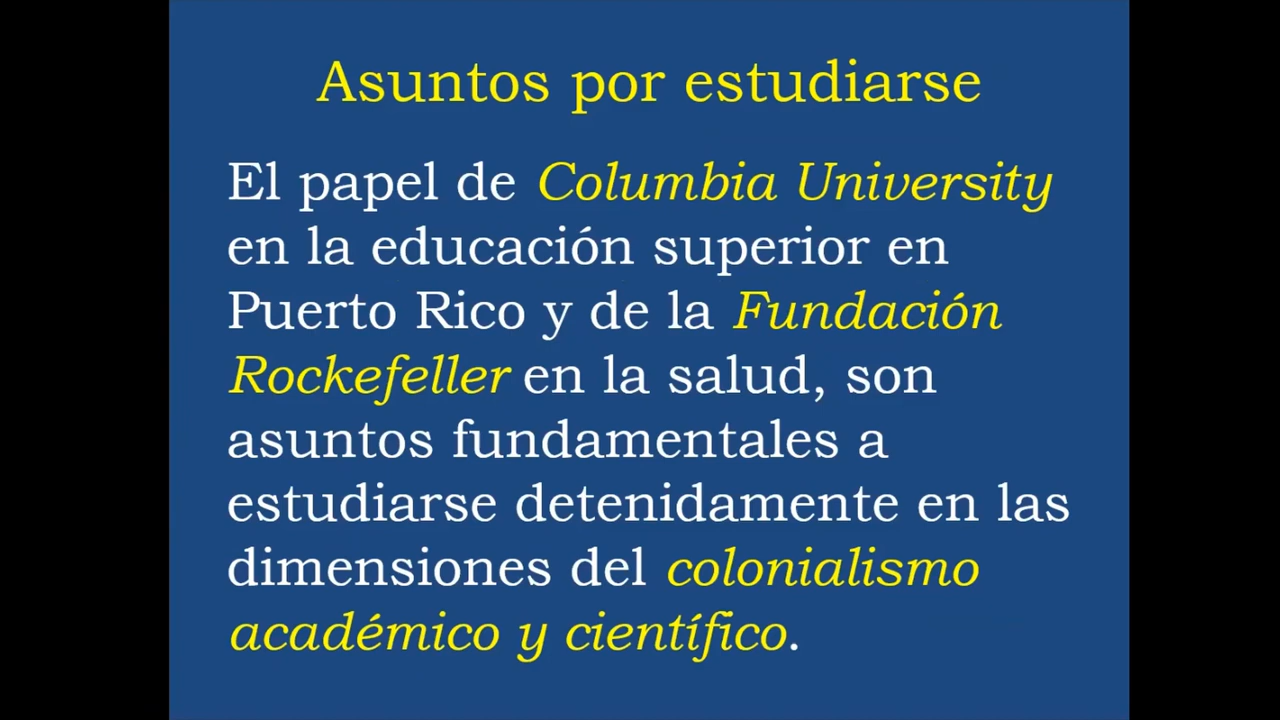 Asuntos por estudiarse
El papel de Columbia University
en la educación superior en
Puerto Rico y de la Fundación
Rockefeller en la salud, son
asuntos fundamentales a
estudiarse detenidamente en las
dimensiones del colonialismo
académico y científico.